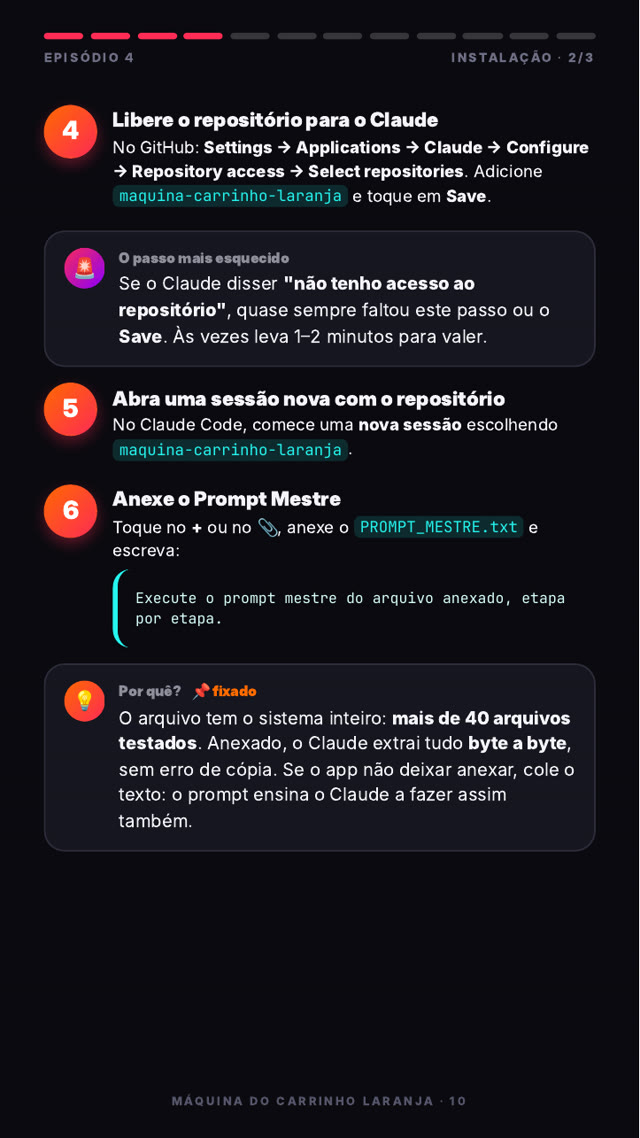 EPISÓDIO 4
INSTALAÇÃO · 2/3
4
Libere o repositório para o Claude
No GitHub: Settings → Applications → Claude → Configure
→ Repository access → Select repositories. Adicione
maquina-carrinho-laranja e toque em Save.
🚨
O passo mais esquecido
Se o Claude disser "não tenho acesso ao
repositório", quase sempre faltou este passo ou o
Save. Às vezes leva 1–2 minutos para valer.
5
Abra uma sessão nova com o repositório
No Claude Code, comece uma nova sessão escolhendo
maquina-carrinho-laranja.
6
Anexe o Prompt Mestre
Toque no + ou no 📎, anexe o PROMPT_MESTRE.txt e
escreva:
Execute o prompt mestre do arquivo anexado, etapa
por etapa.
💡
Por quê? 📌 fixado
O arquivo tem o sistema inteiro: mais de 40 arquivos
testados. Anexado, o Claude extrai tudo byte a byte,
sem erro de cópia. Se o app não deixar anexar, cole o
texto: o prompt ensina o Claude a fazer assim
também.
MÁQUINA DO CARRINHO LARANJA · 10